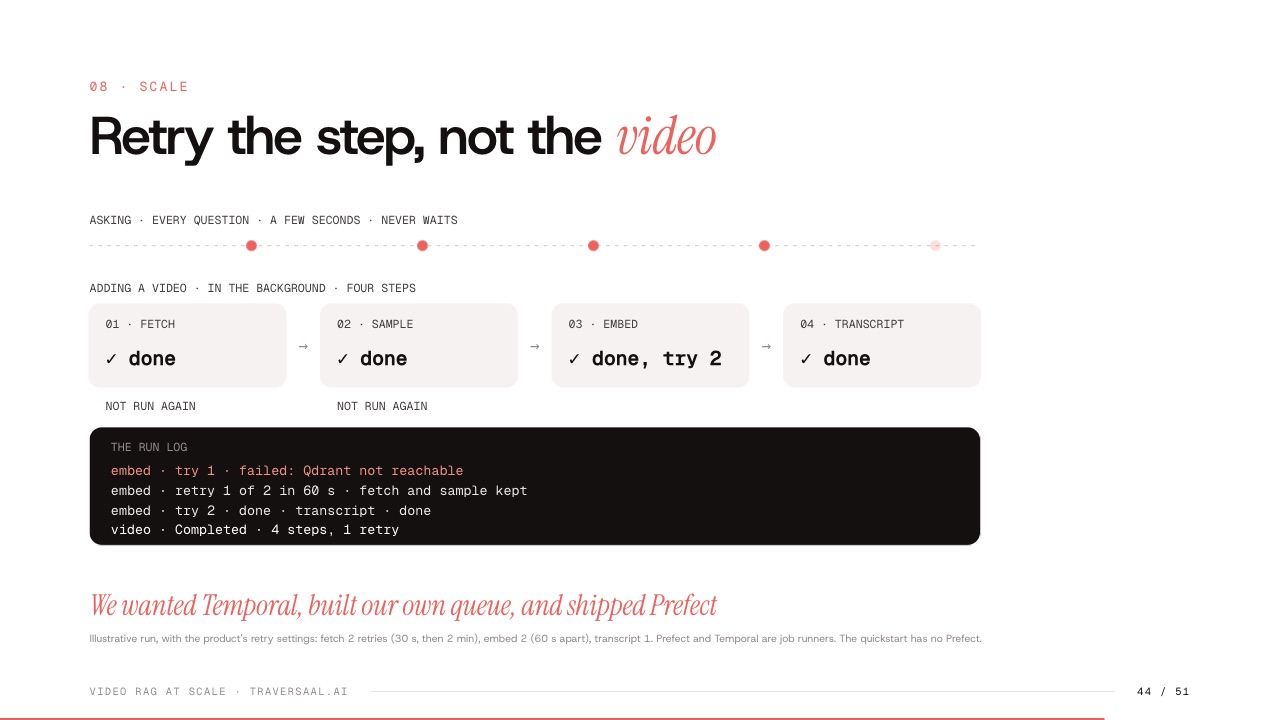 08 · SCALE
Retry the step, not the video
ASKING · EVERY QUESTION · A FEW SECONDS · NEVER WAITS
ADDING A VIDEO · IN THE BACKGROUND · FOUR STEPS
01 · FETCH
✓ done
→
02 · SAMPLE
✓ done
→
03 · EMBED
✓ done, try 2
→
04 · TRANSCRIPT
✓ done
NOT RUN AGAIN
NOT RUN AGAIN
THE RUN LOG
embed · try 1 · failed: Qdrant not reachable
embed · retry 1 of 2 in 60 s · fetch and sample kept
embed · try 2 · done · transcript · done
video · Completed · 4 steps, 1 retry
We wanted Temporal, built our own queue, and shipped Prefect
Illustrative run, with the product's retry settings: fetch 2 retries (30 s, then 2 min), embed 2 (60 s apart), transcript 1. Prefect and Temporal are job runners. The quickstart has no Prefect.
VIDEO RAG AT SCALE · TRAVERSAAL.AI
44 / 51